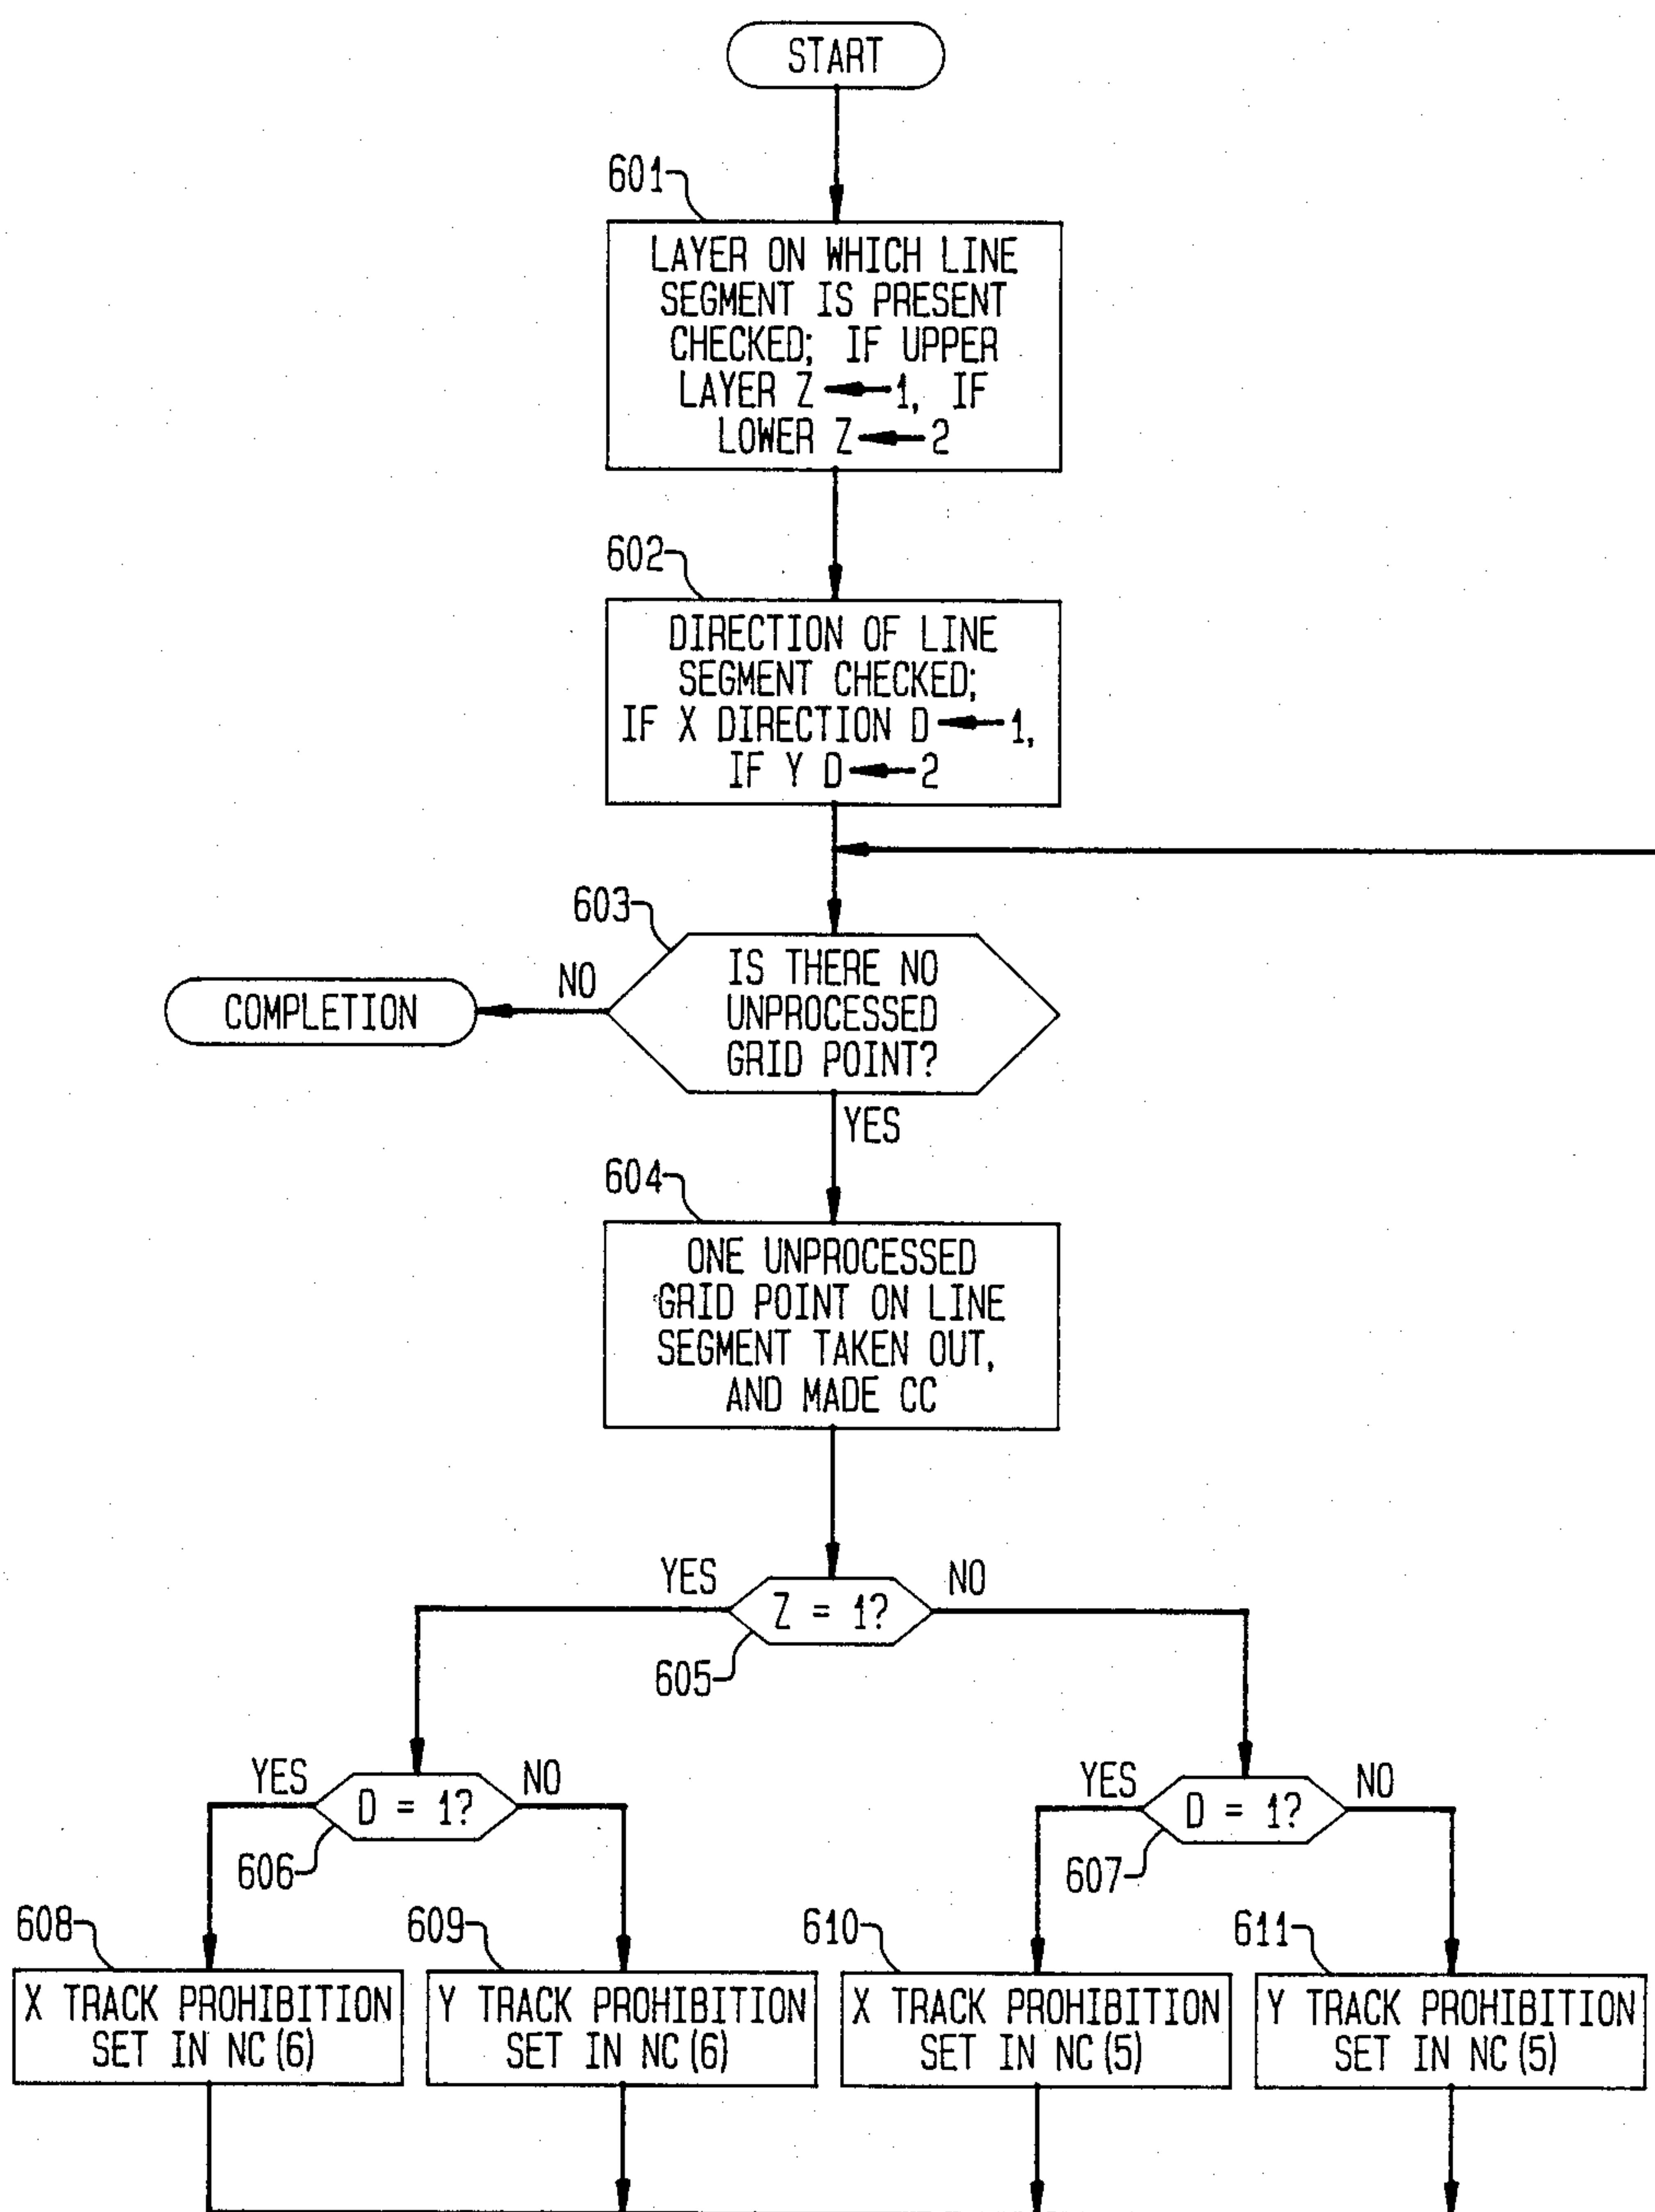 START
601
LAYER ON WHICH LINE
SEGMENT IS PRESENT
CHECKED; IF UPPER
LAYER Z ← 1, IF
LOWER Z ← 2
602
DIRECTION OF LINE
SEGMENT CHECKED;
IF X DIRECTION D ← 1,
IF Y D ← 2
603
IS THERE NO
UNPROCESSED
GRID POINT?
NO
COMPLETION
YES
604
ONE UNPROCESSED
GRID POINT ON LINE
SEGMENT TAKEN OUT,
AND MADE CC
YES
Z = 1?
NO
605
YES
D = 1?
NO
606
YES
D = 1?
NO
607
608
X TRACK PROHIBITION
SET IN NC (6)
609
Y TRACK PROHIBITION
SET IN NC (6)
610
X TRACK PROHIBITION
SET IN NC (5)
611
Y TRACK PROHIBITION
SET IN NC (5)